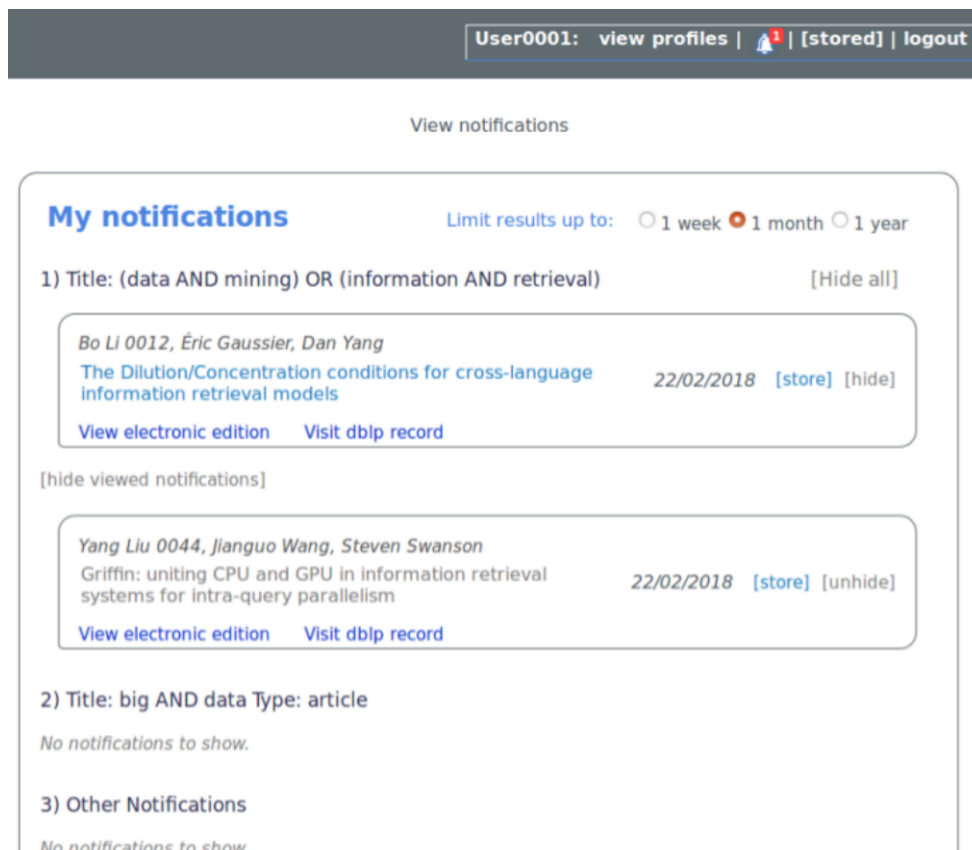 User0001: view profiles | 1 | [stored] | logout
View notifications
My notifications Limit results up to: 1 week 1 month 1 year
1) Title: (data AND mining) OR (information AND retrieval) [Hide all]
Bo Li 0012, Éric Gaussier, Dan Yang
The Dilution/Concentration conditions for cross-language
information retrieval models
22/02/2018 [store] [hide]
View electronic edition Visit dblp record
[hide viewed notifications]
Yang Liu 0044, Jianguo Wang, Steven Swanson
Griffin: uniting CPU and GPU in information retrieval
systems for intra-query parallelism
22/02/2018 [store] [unhide]
View electronic edition Visit dblp record
2) Title: big AND data Type: article
No notifications to show.
3) Other Notifications
No notifications to show.